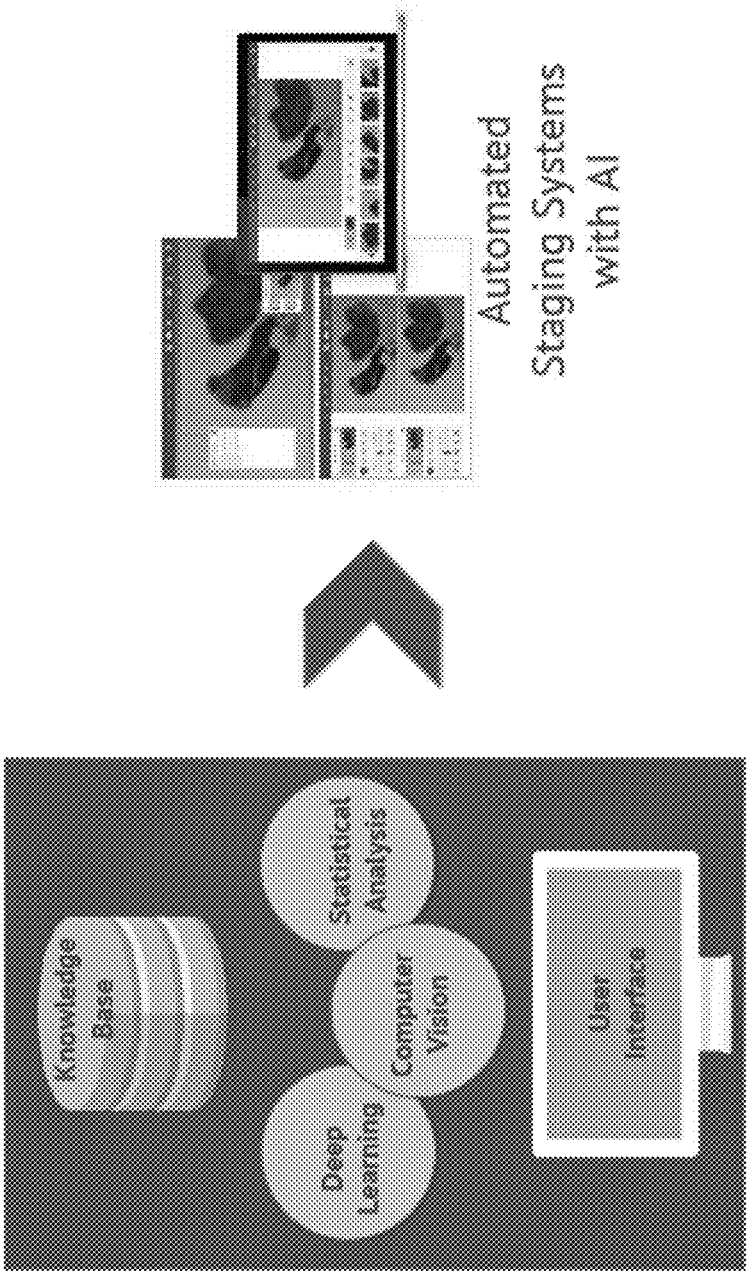 Knowledge
Base
Deep
Learning
Computer
Vision
Statistical
Analysis
User
Interface
Automated
Staging Systems
with AI